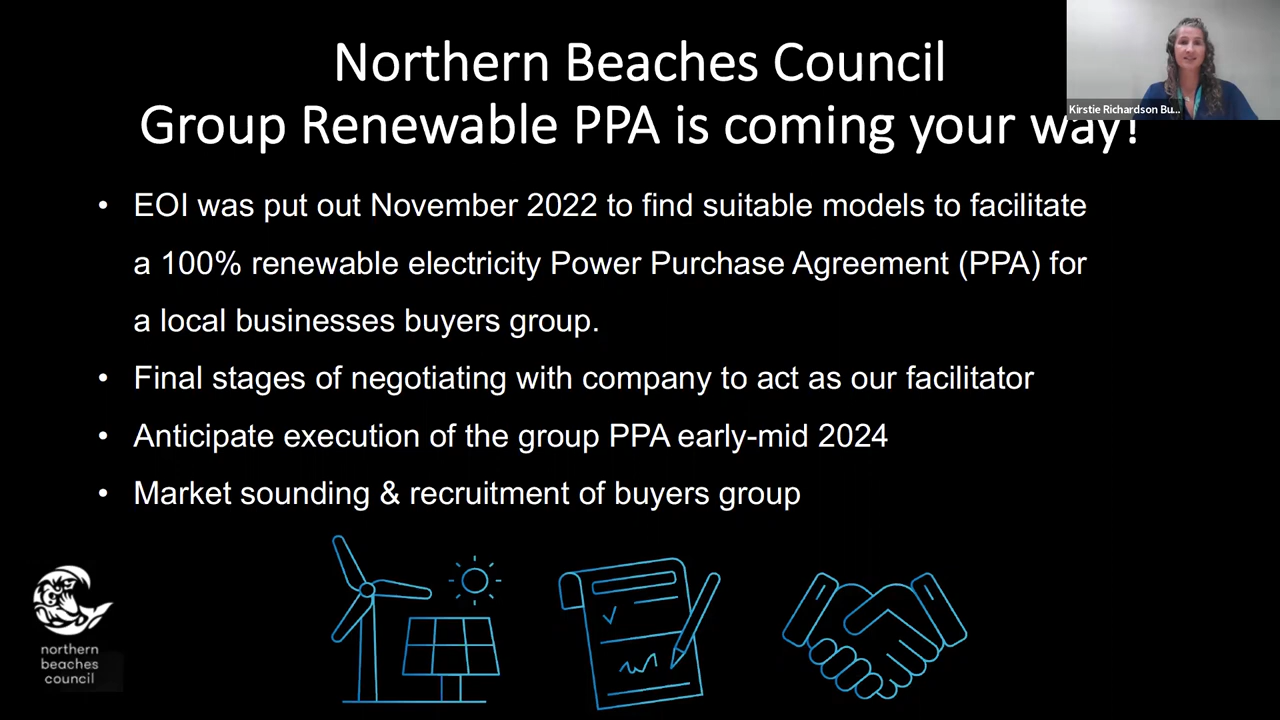 Northern Beaches Council
Group Renewable PPA is coming your way!
Kirstie Richardson Bu...
• EOI was put out November 2022 to find suitable models to facilitate
a 100% renewable electricity Power Purchase Agreement (PPA) for
a local businesses buyers group.
• Final stages of negotiating with company to act as our facilitator
• Anticipate execution of the group PPA early-mid 2024
• Market sounding & recruitment of buyers group
northern
beaches
council